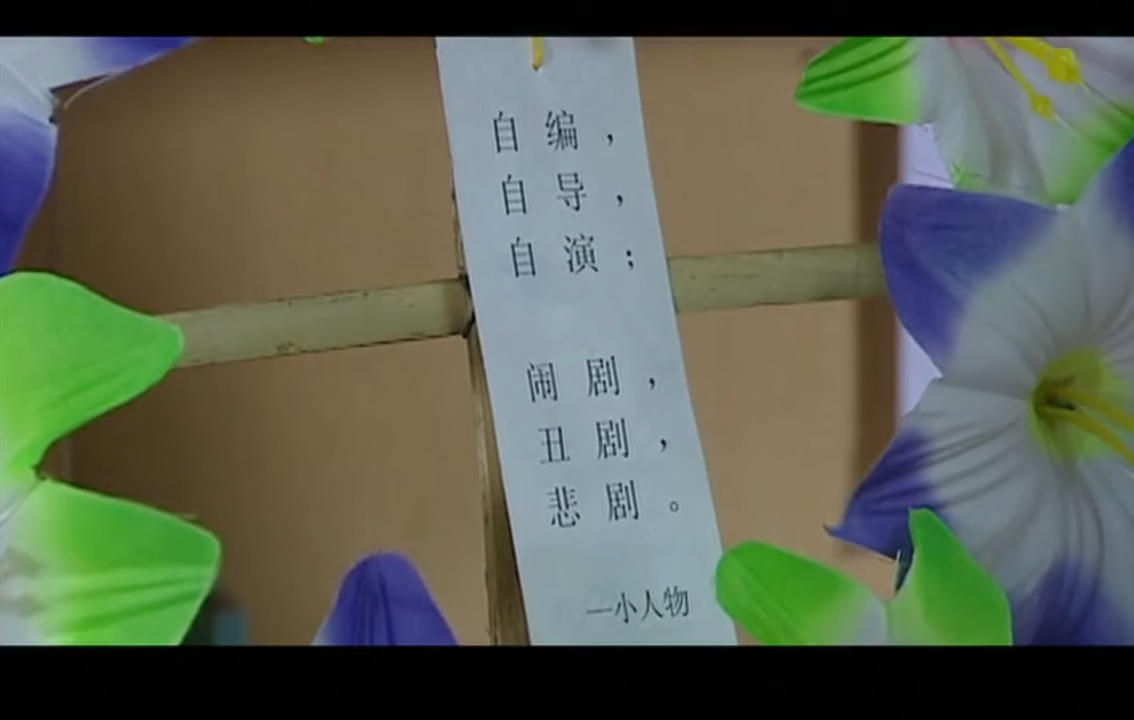 自编，
自导，
自演；
闹剧，
丑剧，
悲剧。
—小人物